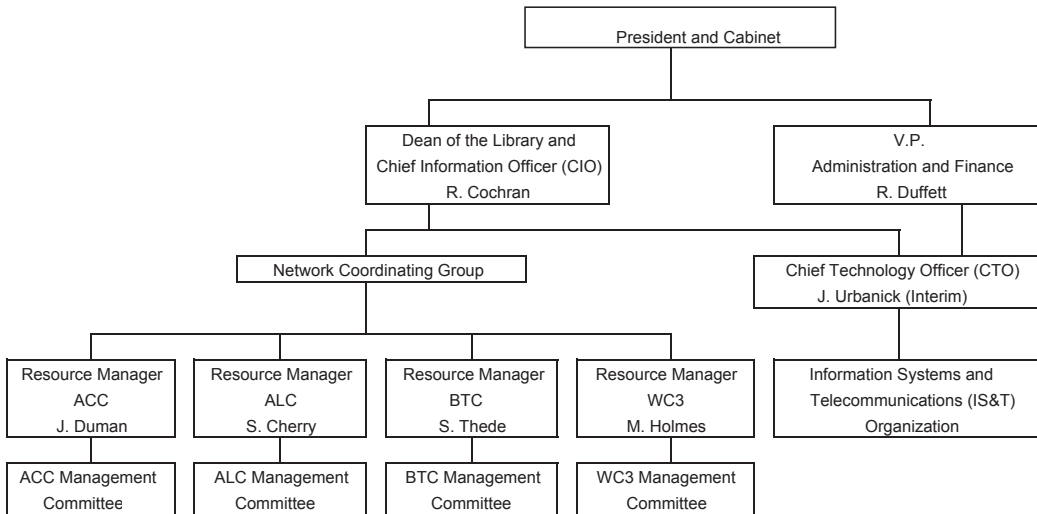 President and Cabinet
Dean of the Library and
Chief Information Officer (CIO)
R. Cochran
V.P.
Administration and Finance
R. Duffett
Network Coordinating Group
Chief Technology Officer (CTO)
J. Urbanick (Interim)
Resource Manager
ACC
J. Duman
Resource Manager
ALC
S. Cherry
Resource Manager
BTC
S. Thede
Resource Manager
WC3
M. Holmes
Information Systems and
Telecommunications (IS&T)
Organization
ACC Management
Committee
ALC Management
Committee
BTC Management
Committee
WC3 Management
Committee